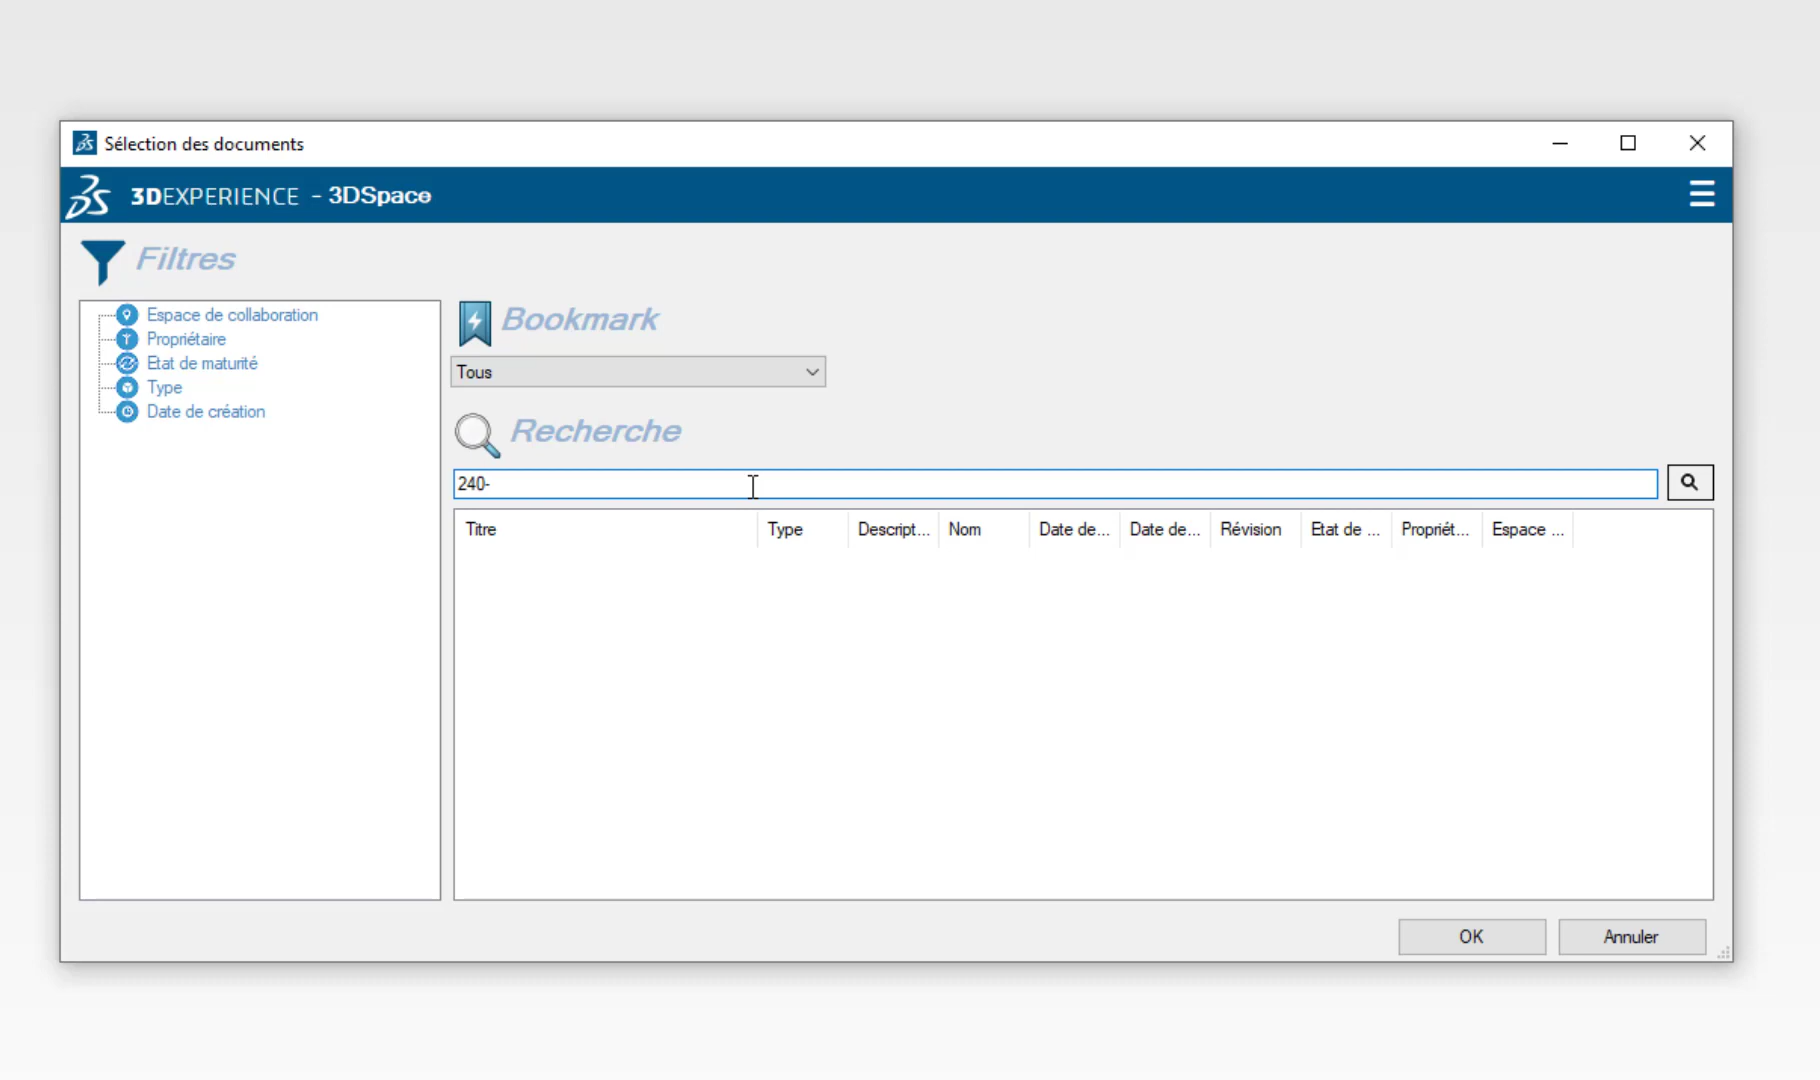 Sélection des documents
3DEXPERIENCE - 3DSpace
Filtres
Espace de collaboration
Propriétaire
Etat de maturité
Type
Date de création
Bookmark
Tous
Recherche
240-
Titre Type Descript... Nom Date de... Date de... Révision Etat de ... Propriét... Espace ...
OK Annuler